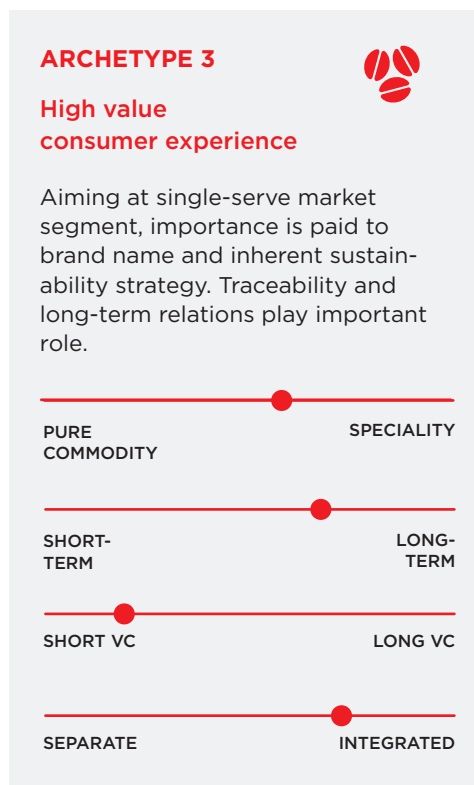 ARCHETYPE 3
High value
consumer experience
Aiming at single-serve market
segment, importance is paid to
brand name and inherent sustain-
ability strategy. Traceability and
long-term relations play important
role.
PURE
COMMODITY
SPECIALITY
SHORT-
TERM
LONG-
TERM
SHORT VC
LONG VC
SEPARATE
INTEGRATED